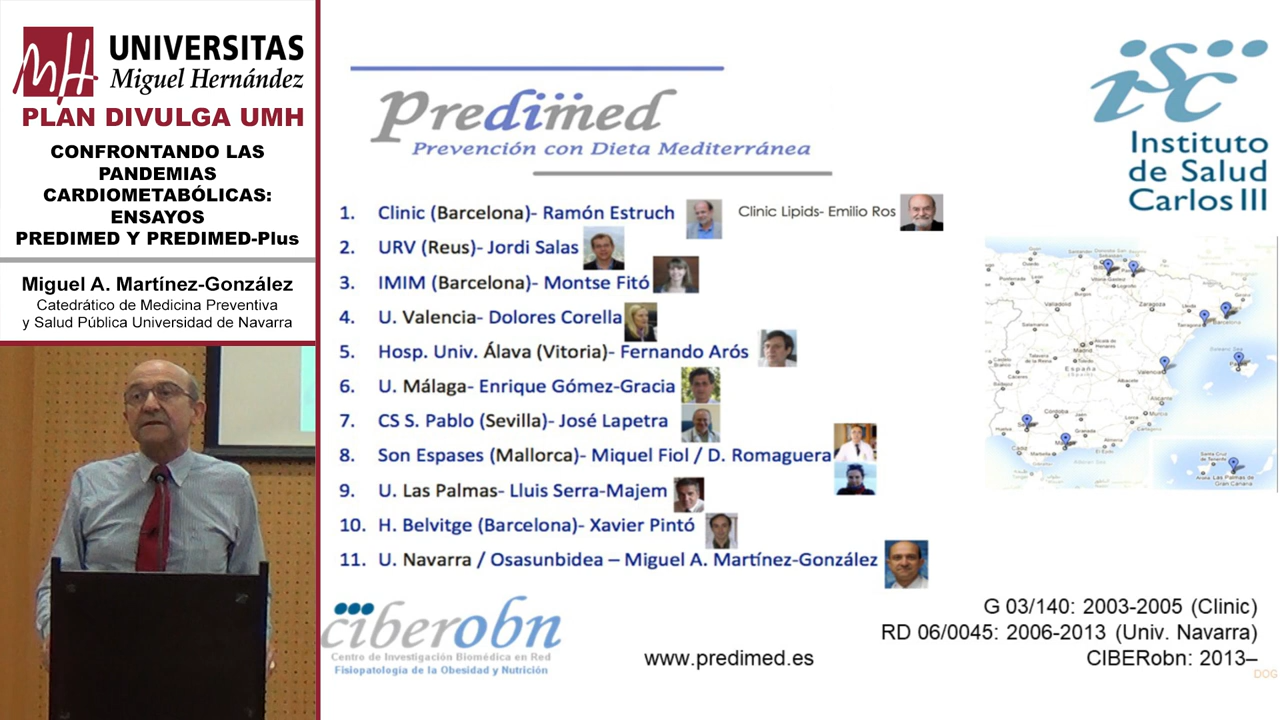 UNIVERSITAS
Miguel Hernández
PLAN DIVULGA UMH
CONFRONTANDO LAS
PANDEMIAS
CARDIOMETABÓLICAS:
ENSAYOS
PREDIMED Y PREDIMED-Plus
Miguel A. Martínez-González
Catedrático de Medicina Preventiva
y Salud Pública Universidad de Navarra
Predimed
Prevención con Dieta Mediterránea
isc
Instituto
de Salud
Carlos III
1. Clinic (Barcelona)- Ramón Estruch
Clinic Lipids- Emilio Ros
2. URV (Reus)- Jordi Salas
3. IMIM (Barcelona)- Montse Fitó
4. U. Valencia- Dolores Corella
5. Hosp. Univ. Álava (Vitoria)- Fernando Arós
6. U. Málaga- Enrique Gómez-Gracia
7. CS S. Pablo (Sevilla)- José Lapetra
8. Son Espases (Mallorca)- Miquel Fiol / D. Romaguera
9. U. Las Palmas- Lluis Serra-Majem
10. H. Belvitge (Barcelona)- Xavier Pintó
11. U. Navarra / Osasunbidea – Miguel A. Martínez-González
ciberobn
Centro de Investigación Biomédica en Red
Fisiopatología de la Obesidad y Nutrición
www.predimed.es
G 03/140: 2003-2005 (Clinic)
RD 06/0045: 2006-2013 (Univ. Navarra)
CIBERobn: 2013–
DOG